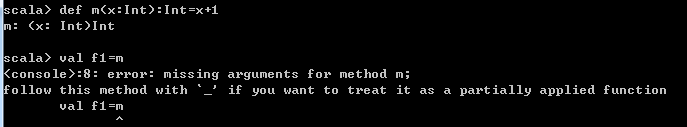 scala> def m(x:Int):Int=x+1
m: (x: Int)Int
scala> val f1=m
<console>:8: error: missing arguments for method m;
follow this method with `_' if you want to treat it as a partially applied function
       val f1=m
              ^